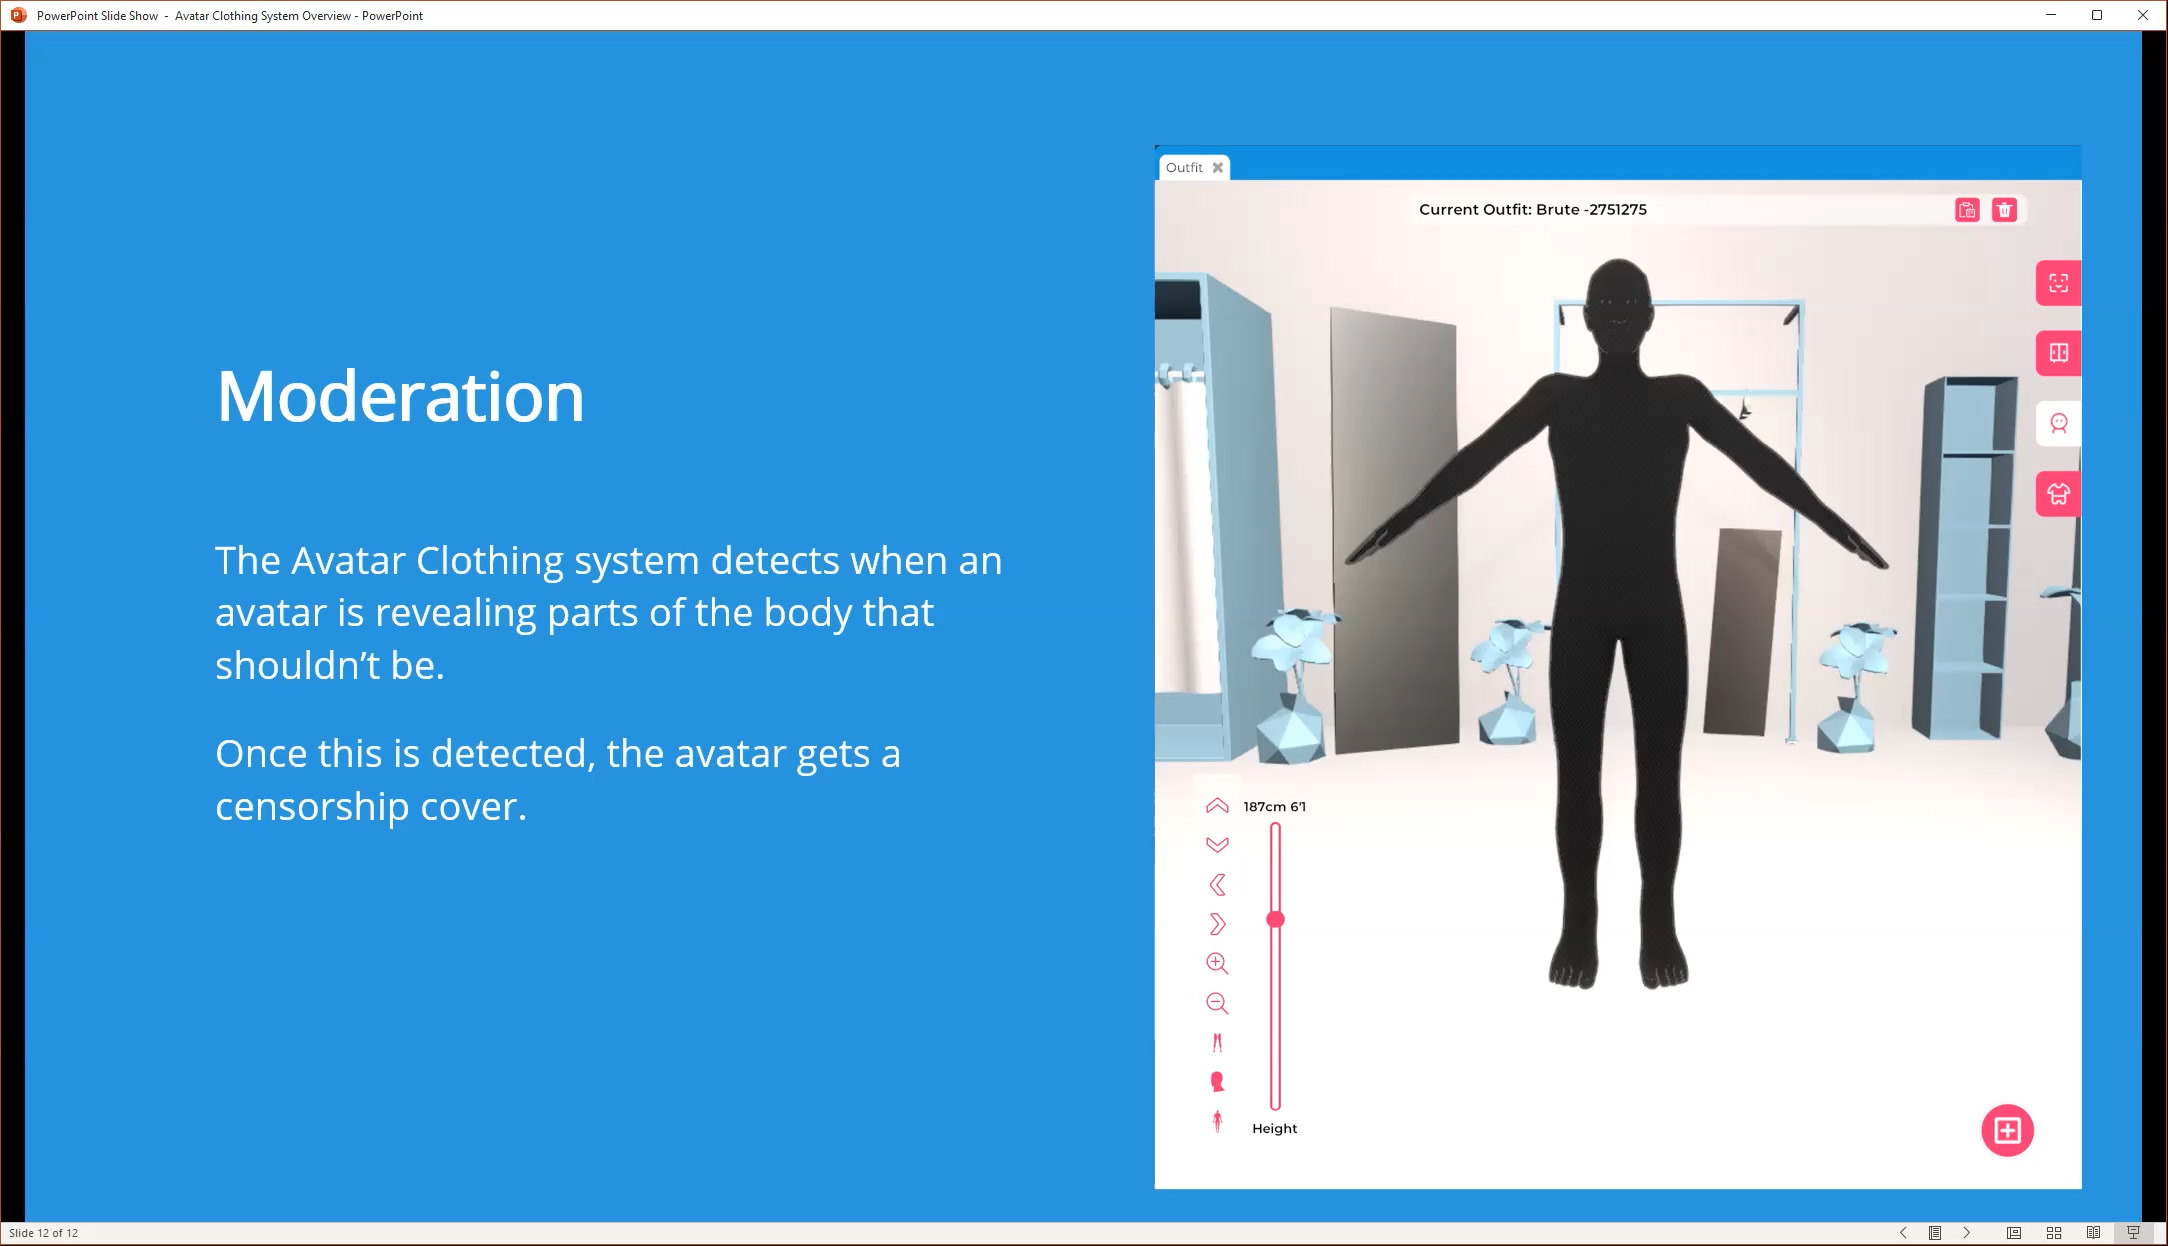 PowerPoint Slide Show - Avatar Clothing System Overview - PowerPoint
Outfit
Current Outfit: Brute -2751275
Moderation
The Avatar Clothing system detects when an
avatar is revealing parts of the body that
shouldn’t be.
Once this is detected, the avatar gets a
censorship cover.
187cm 6'1
Height
Slide 12 of 12